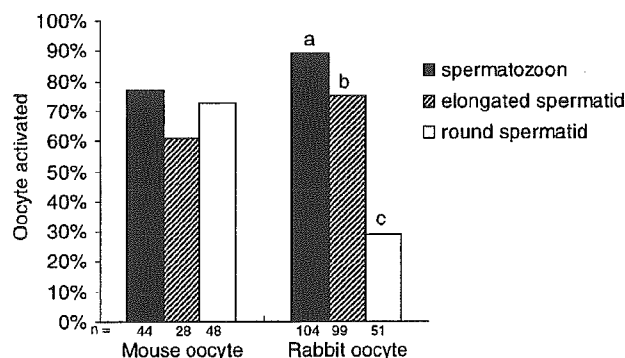 100%
90%
80%
70%
60%
50%
40%
30%
20%
10%
0%
Oocyte activated
a
b
c
spermatozoon
elongated spermatid
round spermatid
n = 44 28 48 104 99 51
Mouse oocyte Rabbit oocyte